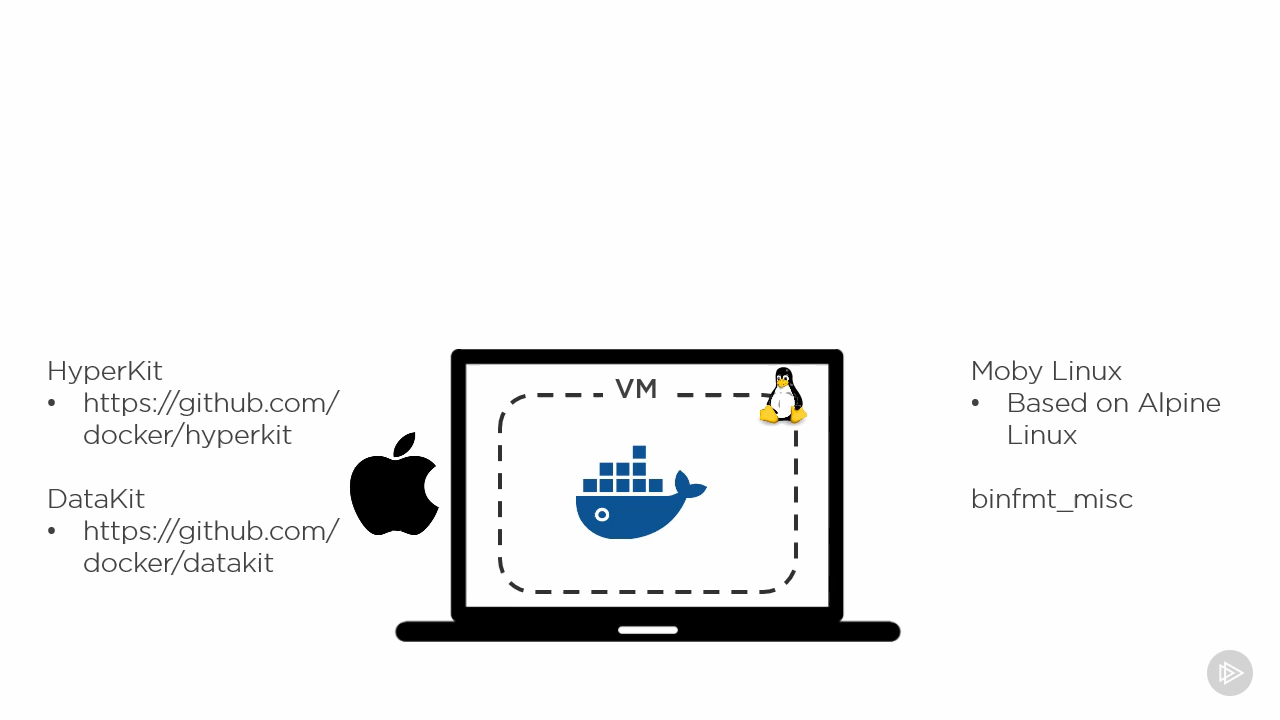 HyperKit
• https://github.com/
docker/hyperkit
DataKit
• https://github.com/
docker/datakit
VM
Moby Linux
• Based on Alpine
Linux
binfmt_misc